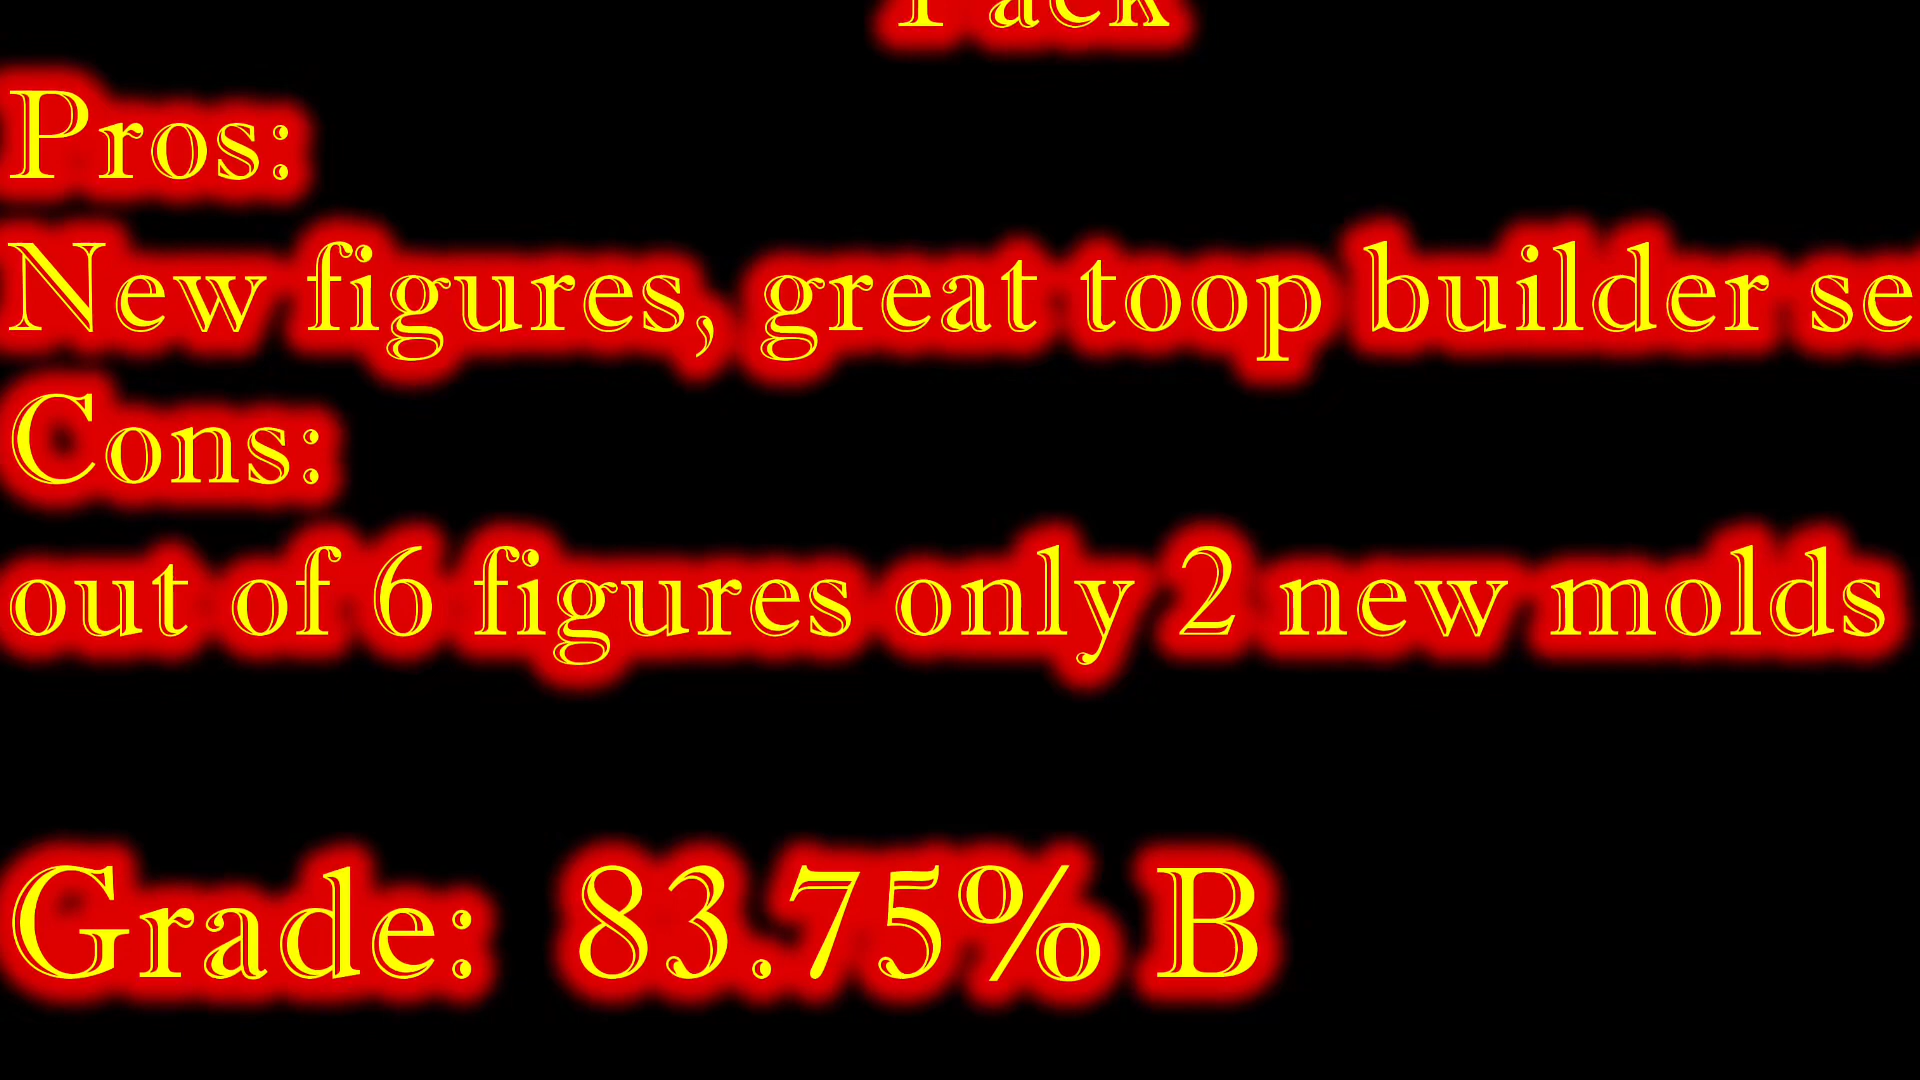 Pack
Pros:
New figures, great toop builder se
Cons:
out of 6 figures only 2 new molds
Grade: 83.75% B